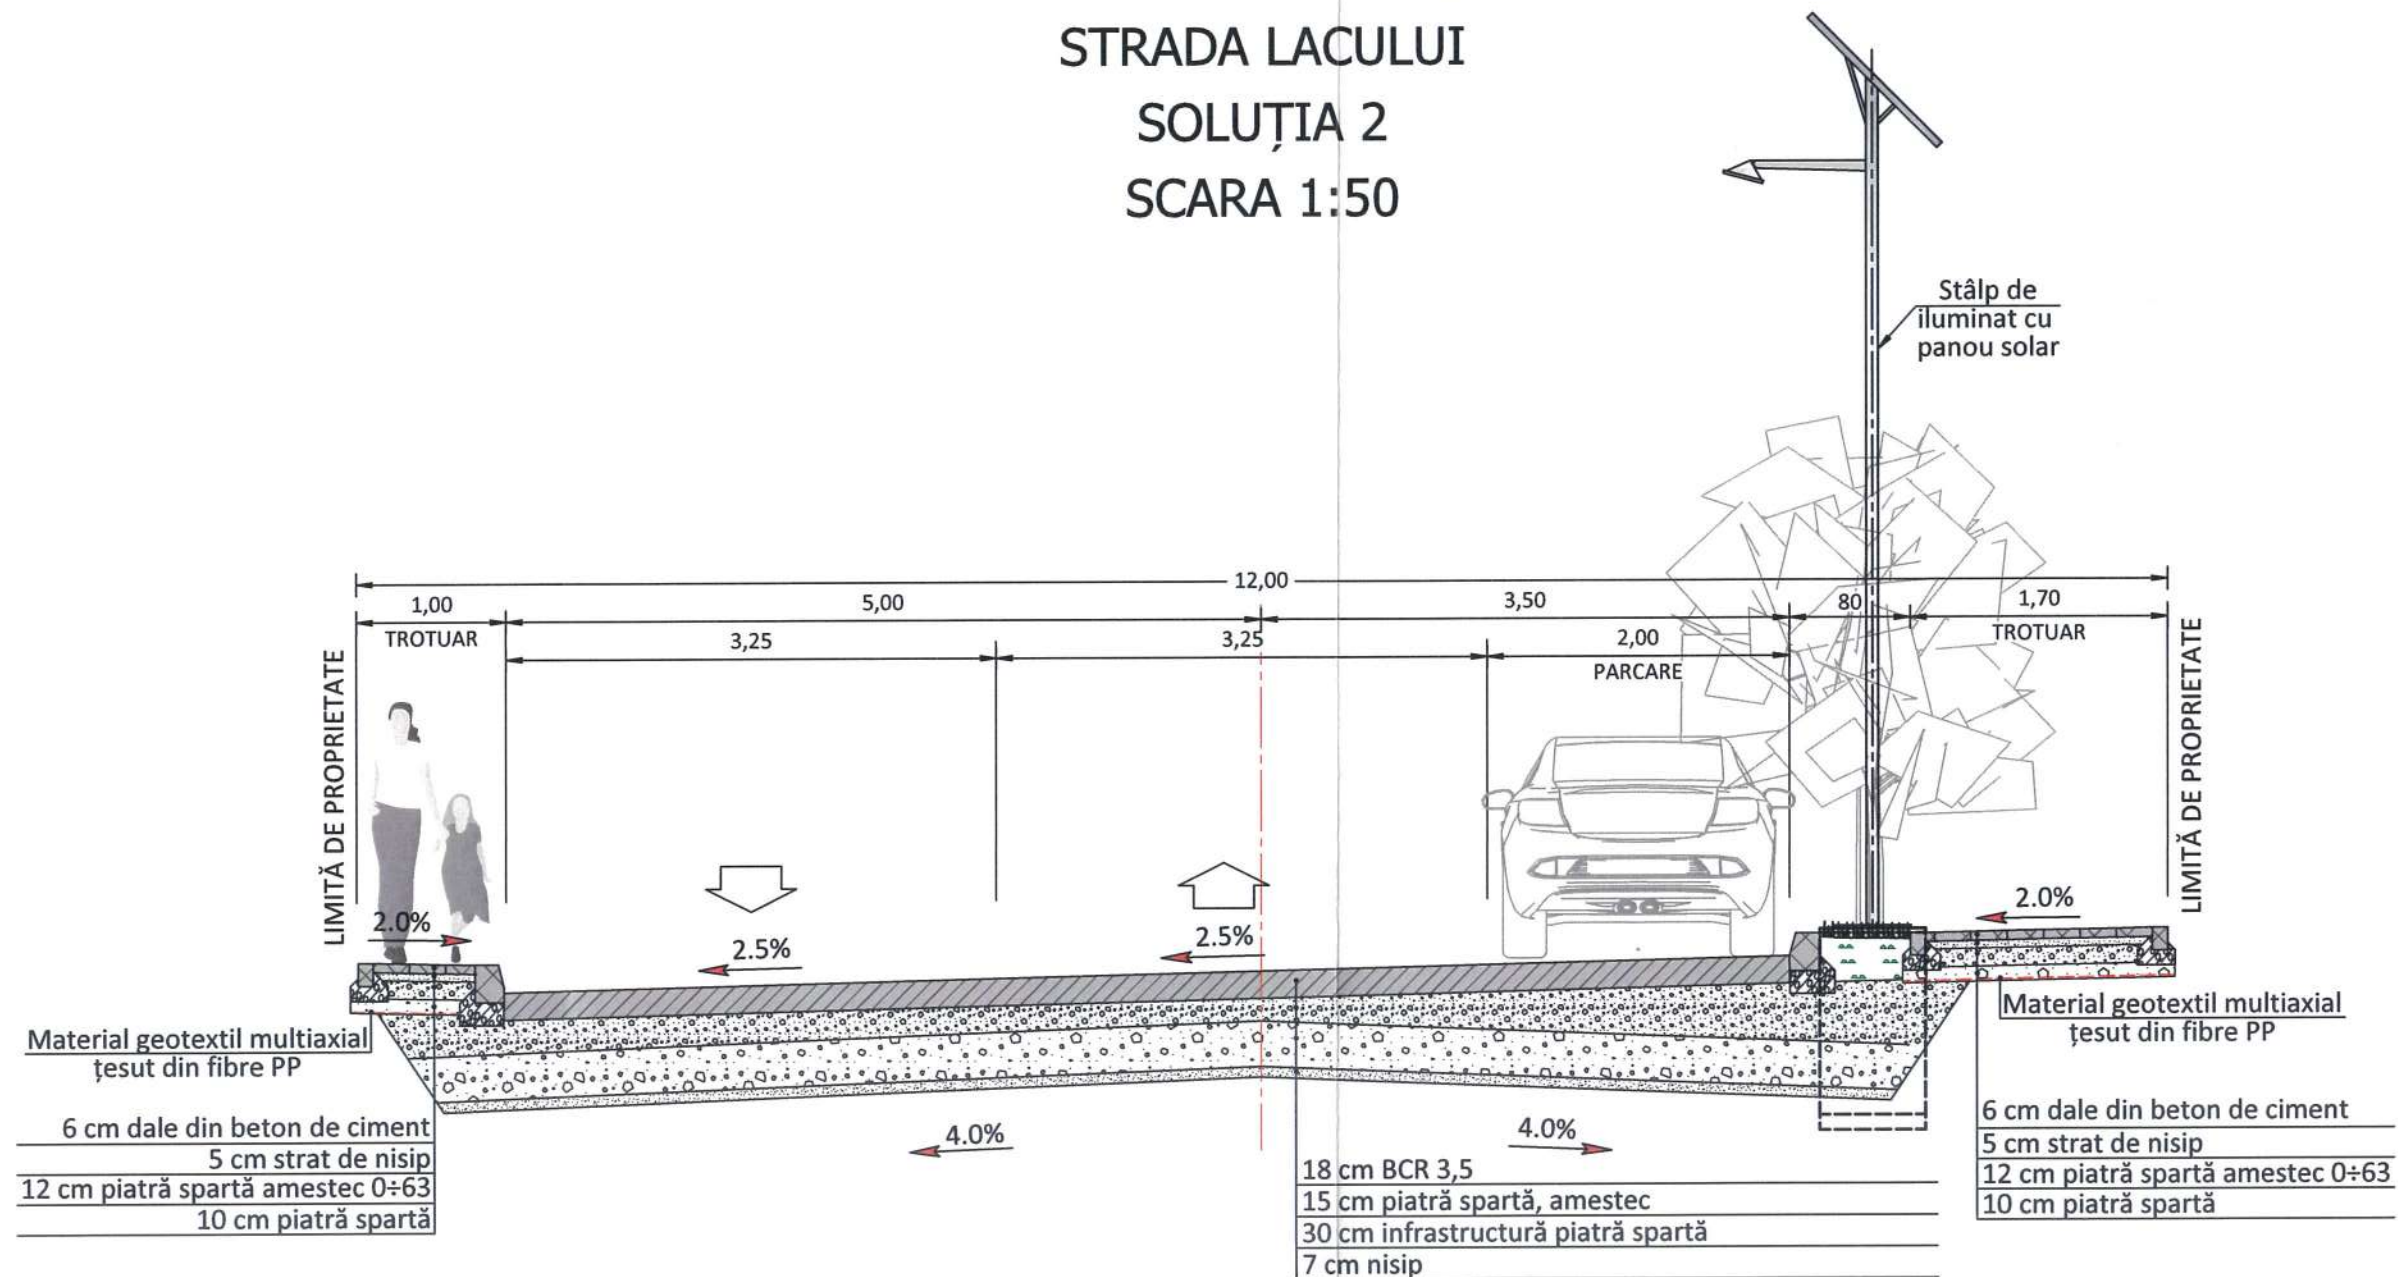 STRADA LACULUI
SOLUȚIA 2
SCARA 1:50
Stâlp de
iluminat cu
panou solar
12,00
1,00
5,00
3,50
80
1,70
TROTUAR
3,25
3,25
2,00
PARCARE
TROTUAR
LIMITĂ DE PROPRIETATE
LIMITĂ DE PROPRIETATE
2.0%
2.5%
2.5%
2.0%
Material geotextil multiaxial
țesut din fibre PP
Material geotextil multiaxial
țesut din fibre PP
4.0%
4.0%
6 cm dale din beton de ciment
5 cm strat de nisip
12 cm piatră spartă amestec 0÷63
10 cm piatră spartă
18 cm BCR 3,5
15 cm piatră spartă, amestec
30 cm infrastructură piatră spartă
7 cm nisip
6 cm dale din beton de ciment
5 cm strat de nisip
12 cm piatră spartă amestec 0÷63
10 cm piatră spartă